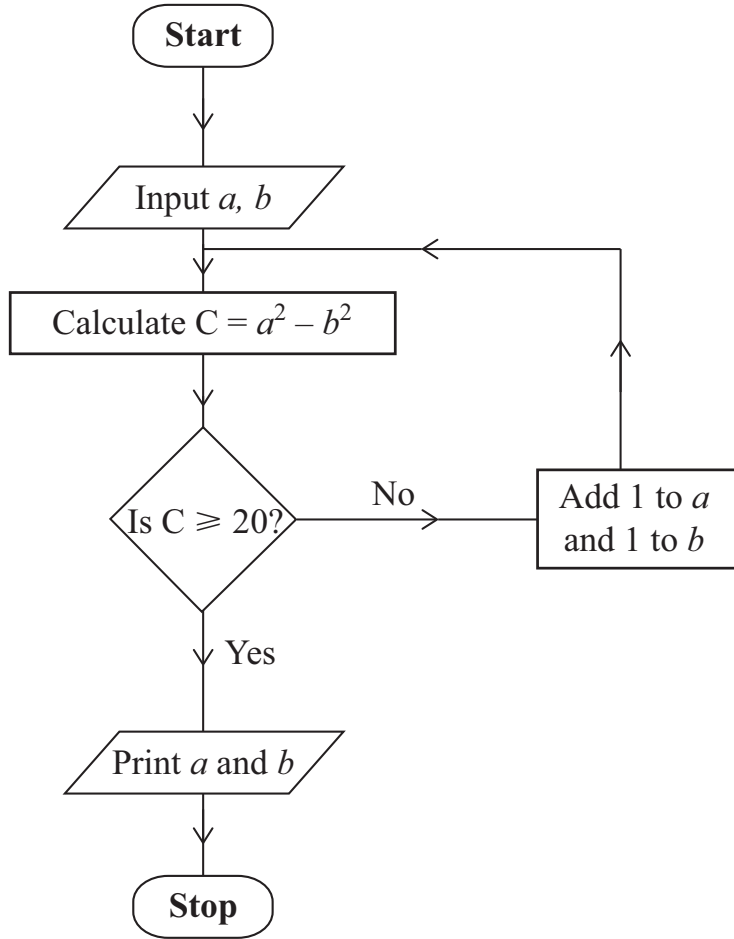 Start
Input a, b
Calculate C = a² – b²
Is C ⩾ 20?
No
Add 1 to a
and 1 to b
Yes
Print a and b
Stop